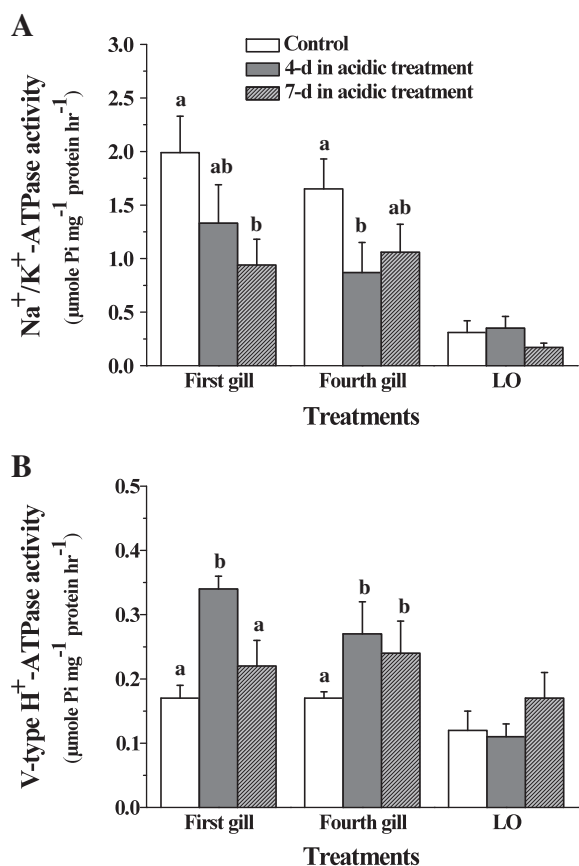 A
Na+/K+-ATPase activity
(µmole Pi mg-1 protein hr-1)
3.0
2.5
2.0
1.5
1.0
0.5
0.0
Control
4-d in acidic treatment
7-d in acidic treatment
a
ab
b
a
b
ab
First gill
Fourth gill
LO
Treatments
B
V-type H+-ATPase activity
(µmole Pi mg-1 protein hr-1)
0.5
0.4
0.3
0.2
0.1
0.0
a
b
a
a
b
b
First gill
Fourth gill
LO
Treatments